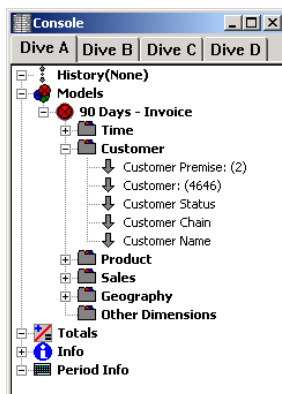 Console
Dive A Dive B Dive C Dive D
History(None)
Models
90 Days - Invoice
Time
Customer
Customer Premise: (2)
Customer: (4646)
Customer Status
Customer Chain
Customer Name
Product
Sales
Geography
Other Dimensions
Totals
Info
Period Info